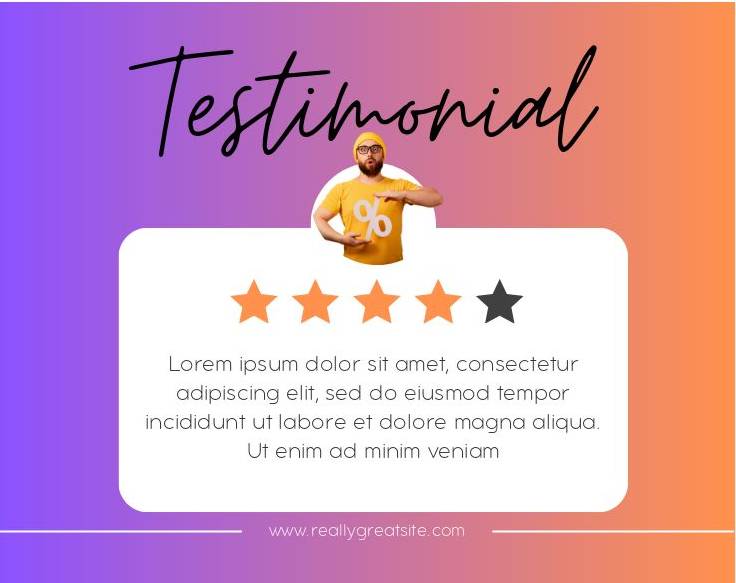 Testimonial
%
Lorem ipsum dolor sit amet, consectetur
adipiscing elit, sed do eiusmod tempor
incididunt ut labore et dolore magna aliqua.
Ut enim ad minim veniam
www.reallygreatsite.com